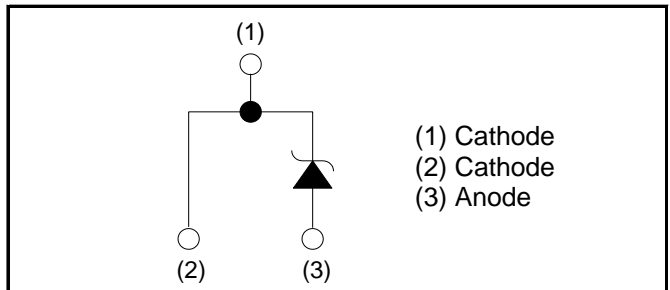 (1)
(1) Cathode
(2) Cathode
(3) Anode
(2) (3)